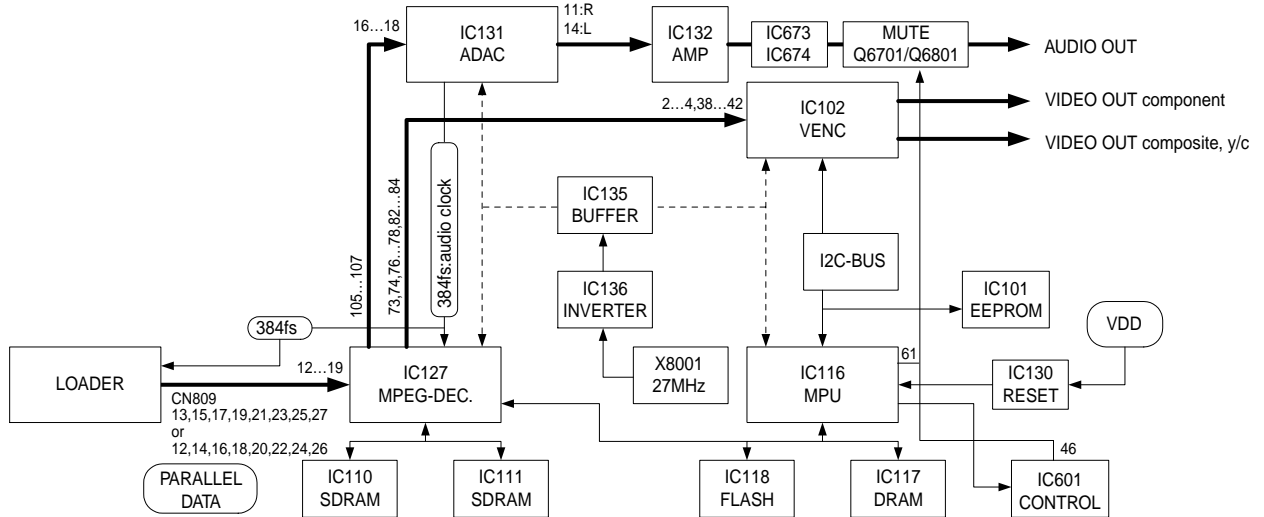 11:R
14:L
16...18
IC131
ADAC
IC132
AMP
IC673
IC674
MUTE
Q6701/Q6801
AUDIO OUT
2...4,38...42
IC102
VENC
VIDEO OUT component
VIDEO OUT composite, y/c
105...107
73,74,76...78,82...84
384fs:audio clock
IC135
BUFFER
I2C-BUS
IC136
INVERTER
IC101
EEPROM
384fs
VDD
LOADER
12...19
IC127
MPEG-DEC.
X8001
27MHz
IC116
MPU
61
IC130
RESET
CN809
13,15,17,19,21,23,25,27
or
12,14,16,18,20,22,24,26
46
PARALLEL
DATA
IC110
SDRAM
IC111
SDRAM
IC118
FLASH
IC117
DRAM
IC601
CONTROL